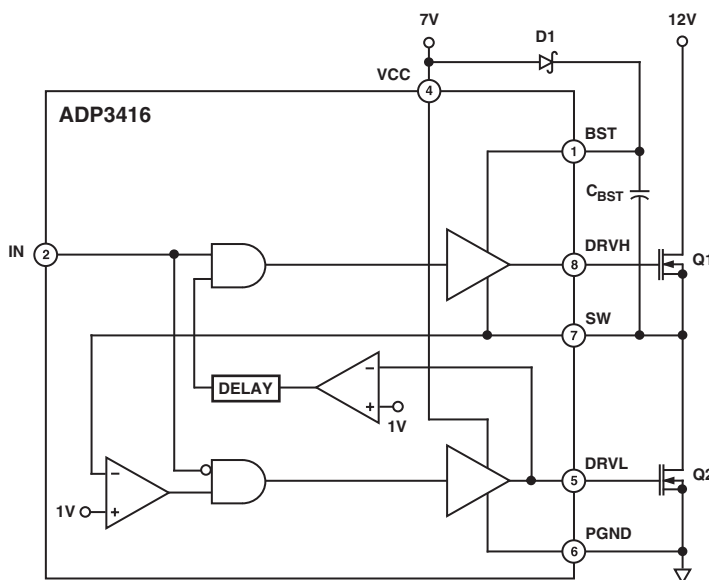 7V
D1
12V
VCC
4
ADP3416
BST
1
C_BST
IN
2
DRVH
8
Q1
SW
7
DELAY
−
+
1V
−
+
1V
DRVL
5
Q2
PGND
6